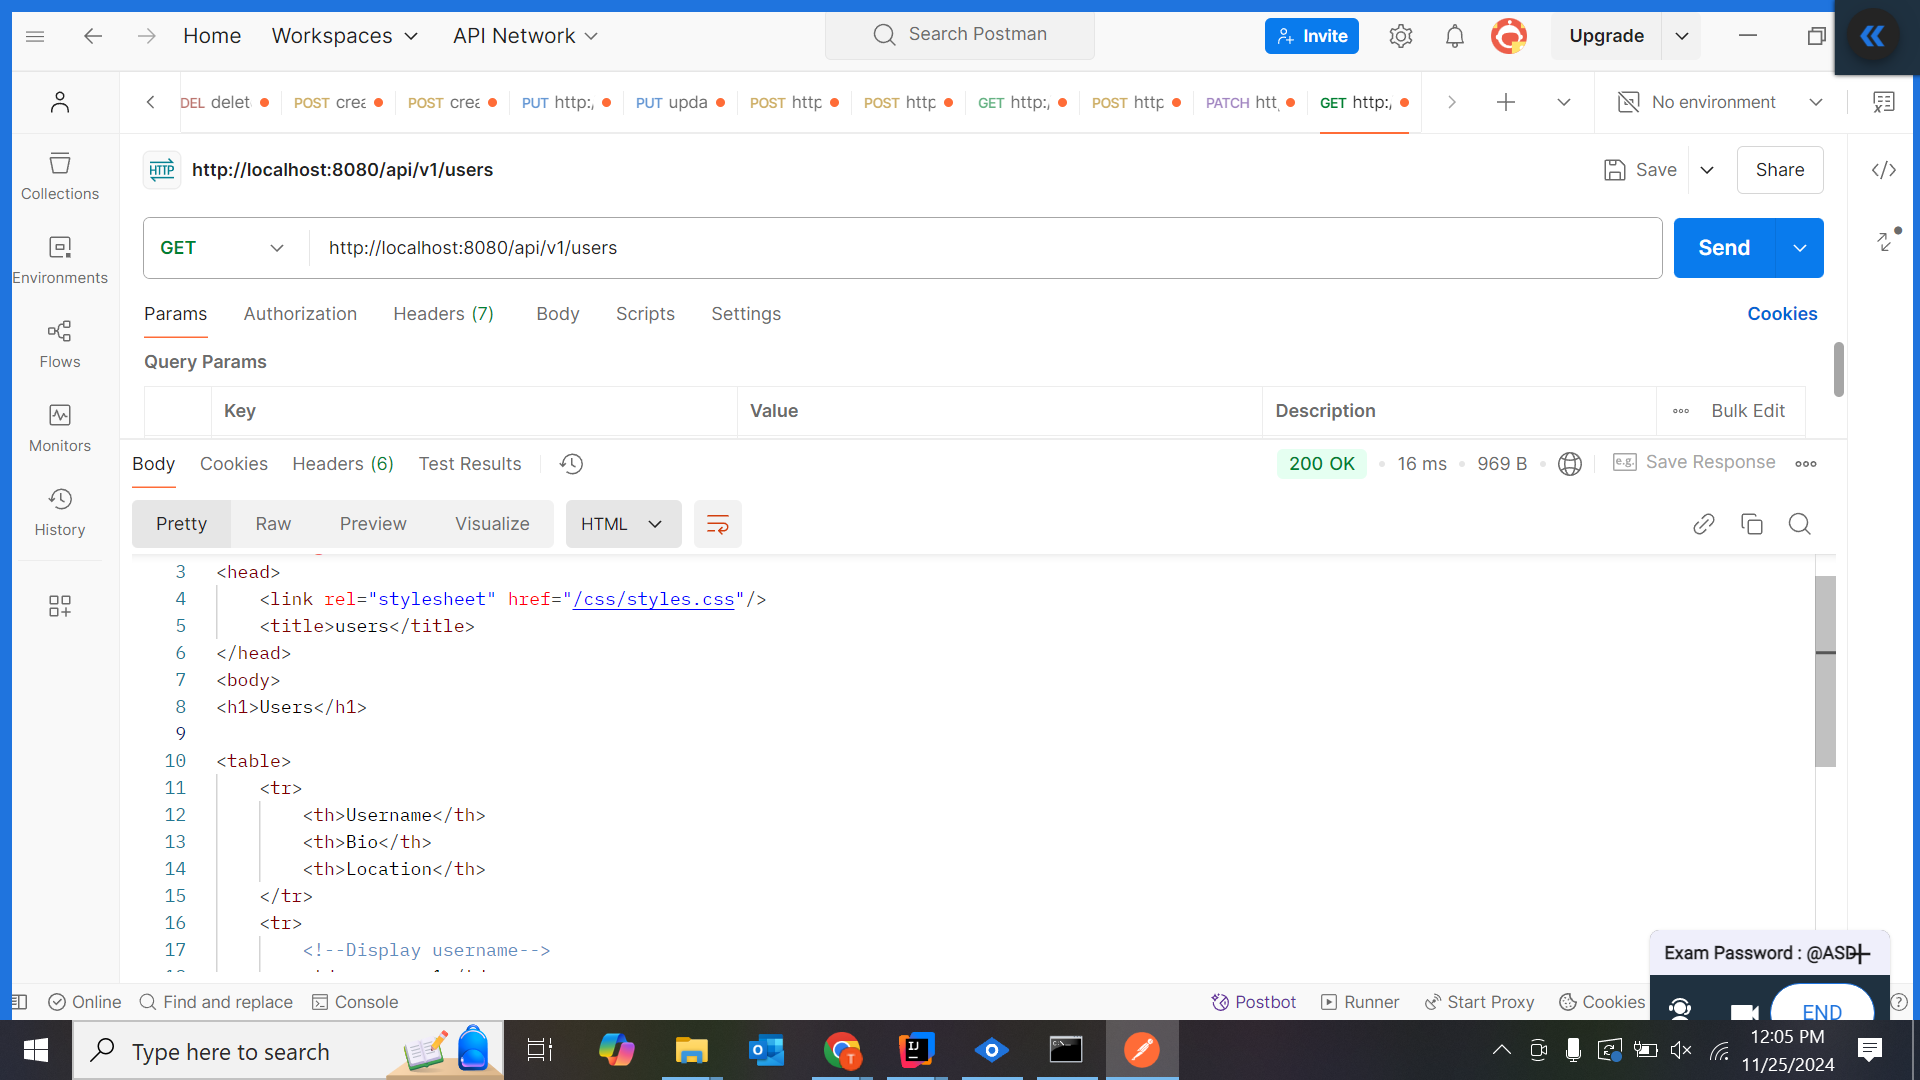 Home Workspaces API Network Search Postman Invite Upgrade
DEL delet POST crea POST crea PUT http:/ PUT upda POST http POST http GET http:/ POST http PATCH htt GET http:/ No environment
HTTP http://localhost:8080/api/v1/users Save Share
Collections
GET http://localhost:8080/api/v1/users Send
Environments
Params Authorization Headers (7) Body Scripts Settings Cookies
Flows
Query Params
Key Value Description Bulk Edit
Monitors
Body Cookies Headers (6) Test Results 200 OK 16 ms 969 B e.g. Save Response
History
Pretty Raw Preview Visualize HTML
3 <head>
4 <link rel="stylesheet" href="/css/styles.css"/>
5 <title>users</title>
6 </head>
7 <body>
8 <h1>Users</h1>
9
10 <table>
11 <tr>
12 <th>Username</th>
13 <th>Bio</th>
14 <th>Location</th>
15 </tr>
16 <tr>
17 <!--Display username-->
Exam Password : @ASD
Online Find and replace Console Postbot Runner Start Proxy Cookies
END
Type here to search
12:05 PM
11/25/2024